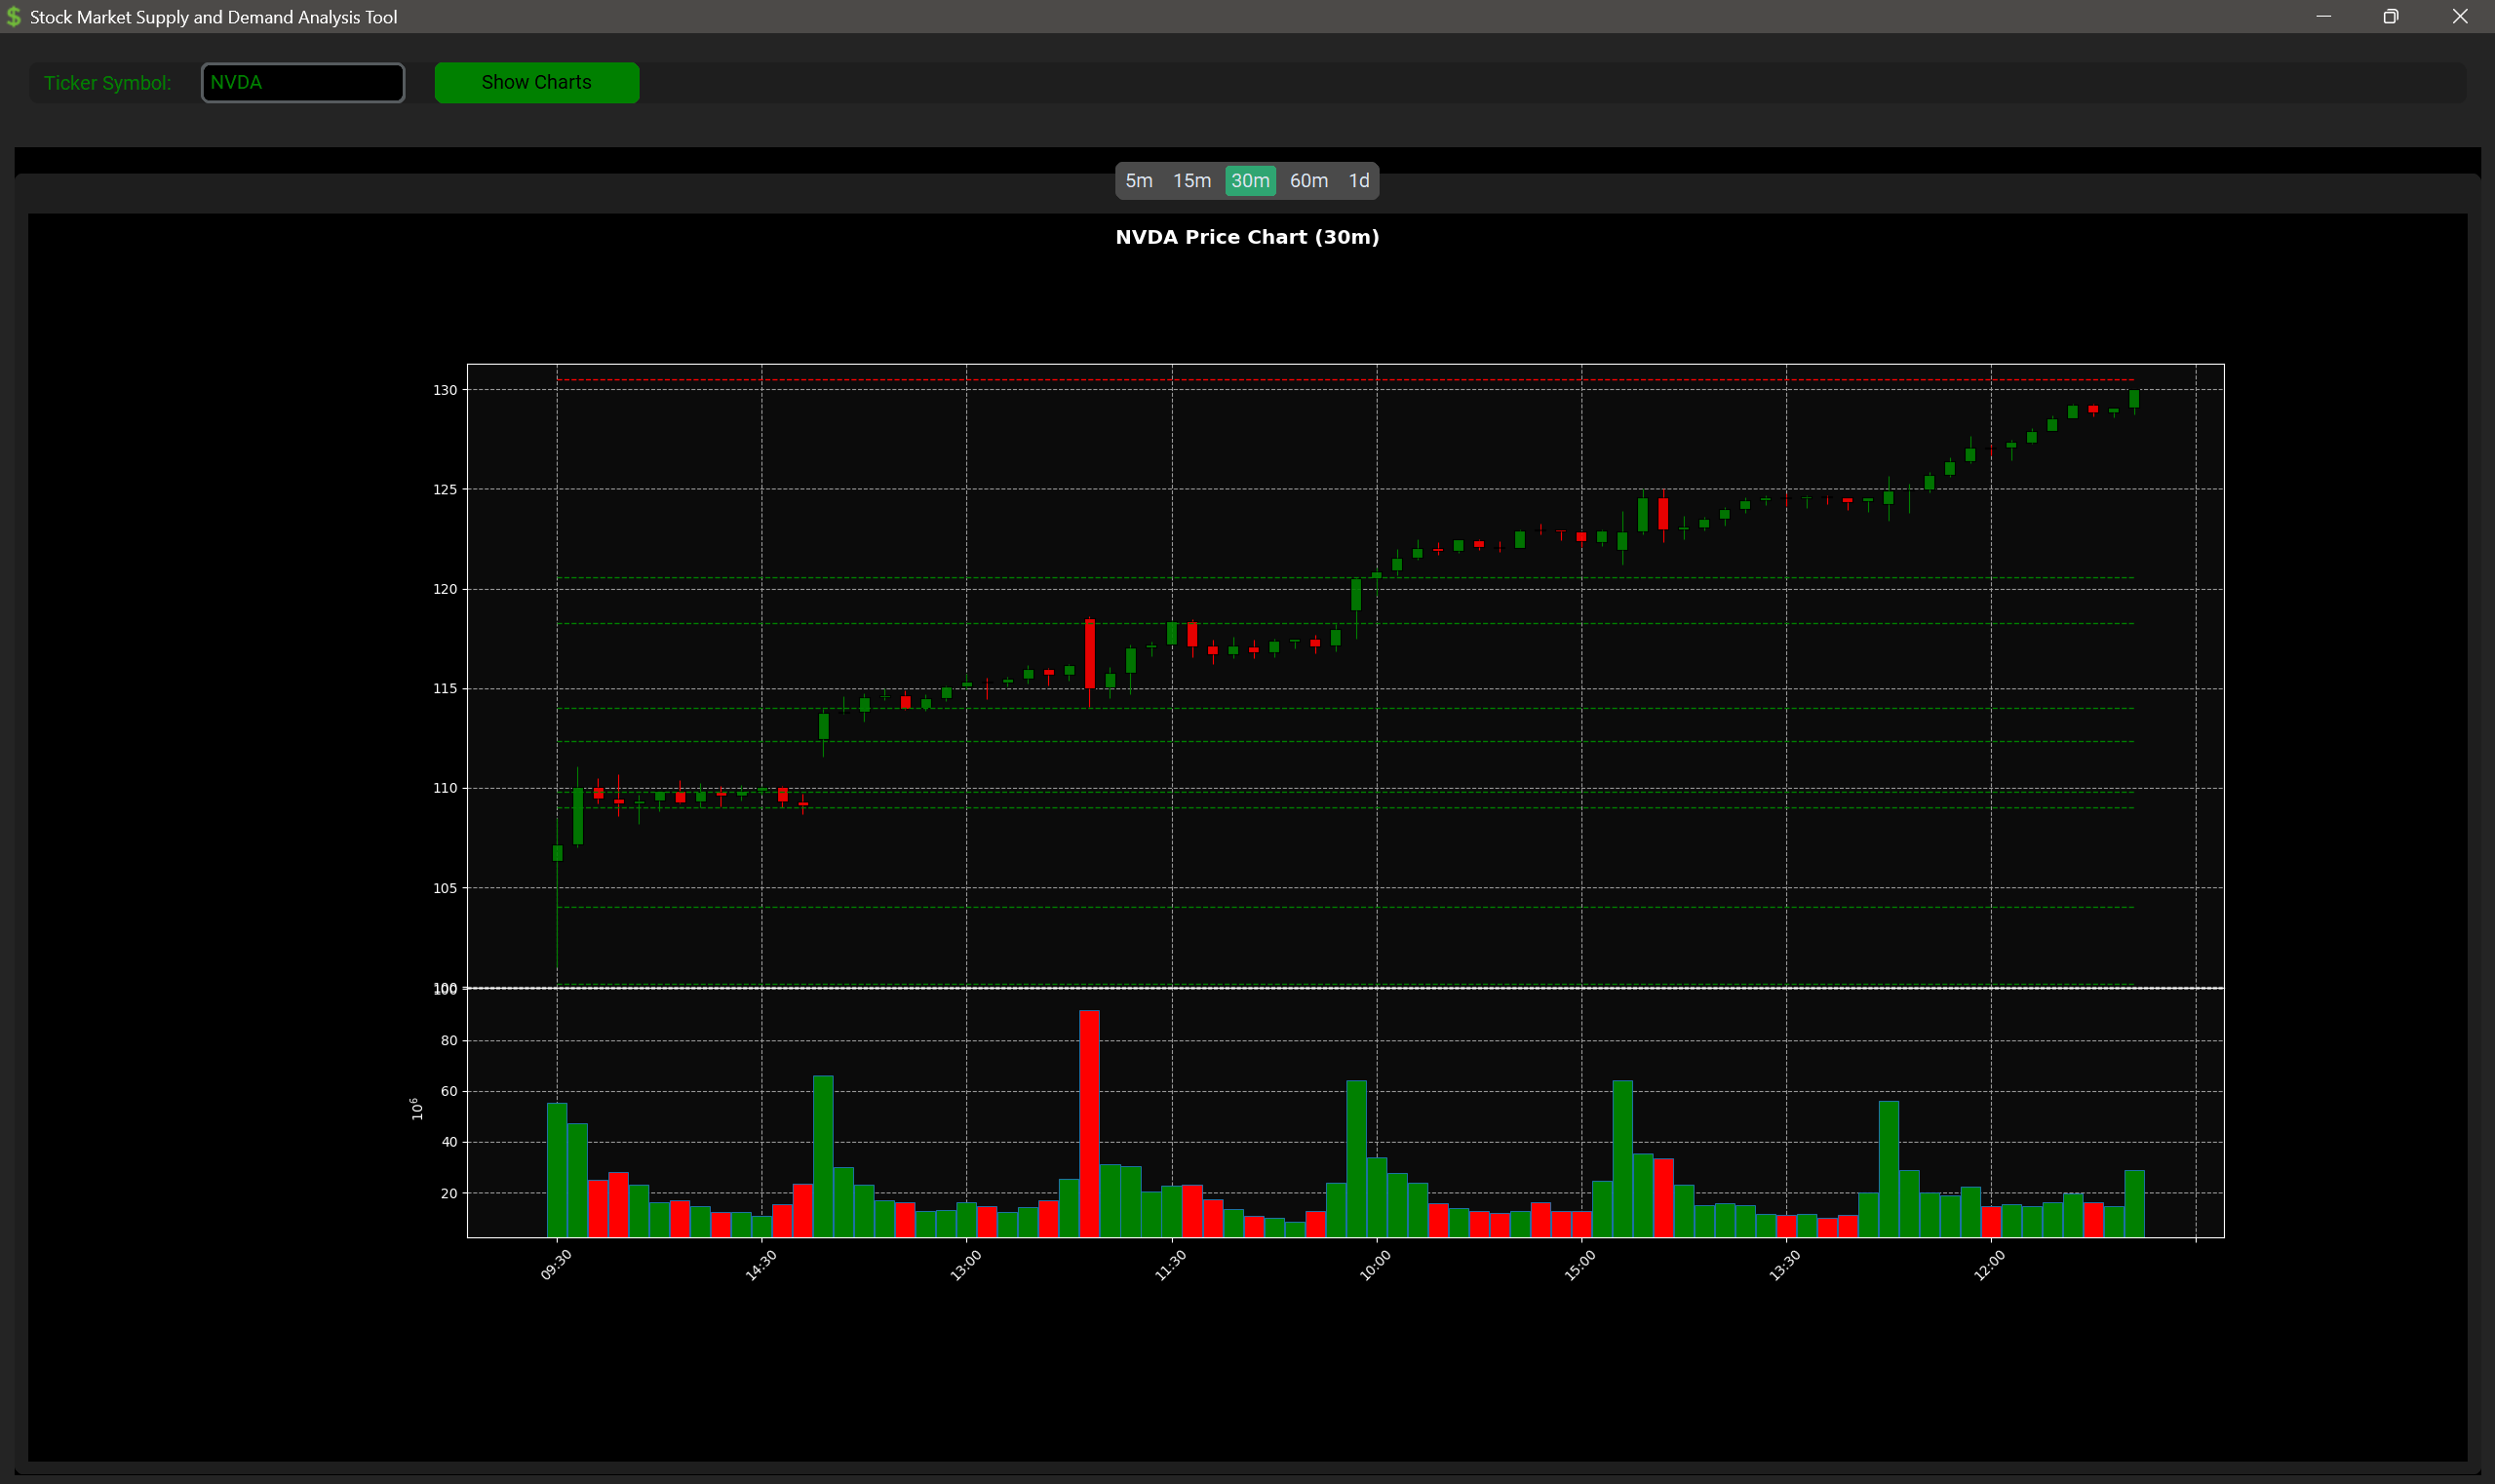 Stock Market Supply and Demand Analysis Tool
Ticker Symbol: NVDA Show Charts
5m 15m 30m 60m 1d
NVDA Price Chart (30m)
130
125
120
115
110
105
100
100
80
60
40
20
10⁶
09:30 14:30 13:00 11:30 10:00 15:00 13:30 12:00